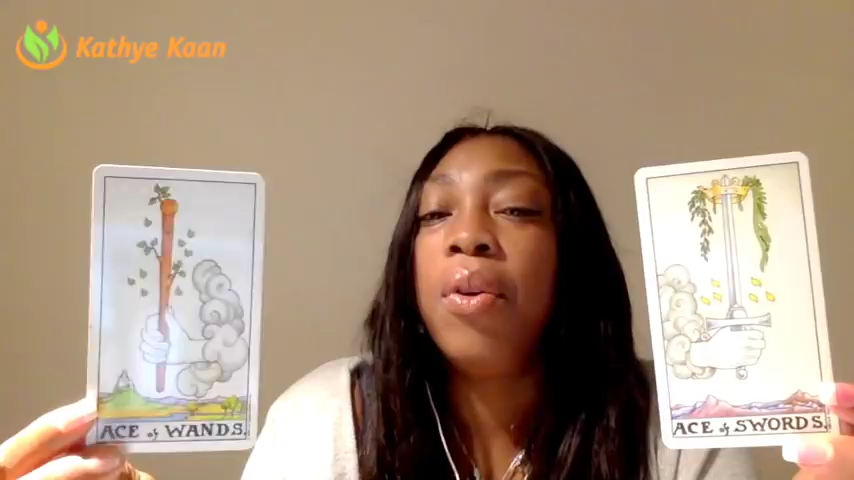 Kathye Kaan
ACE of WANDS.
ACE of SWORDS.